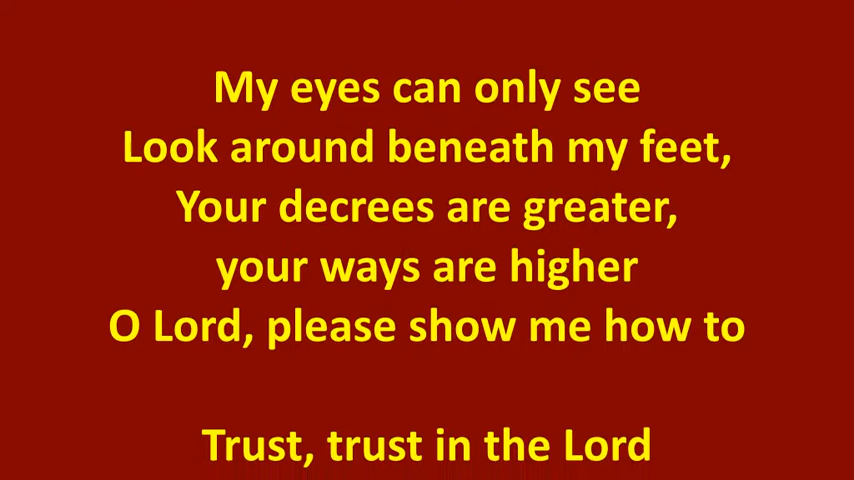 My eyes can only see
Look around beneath my feet,
Your decrees are greater,
your ways are higher
O Lord, please show me how to
Trust, trust in the Lord